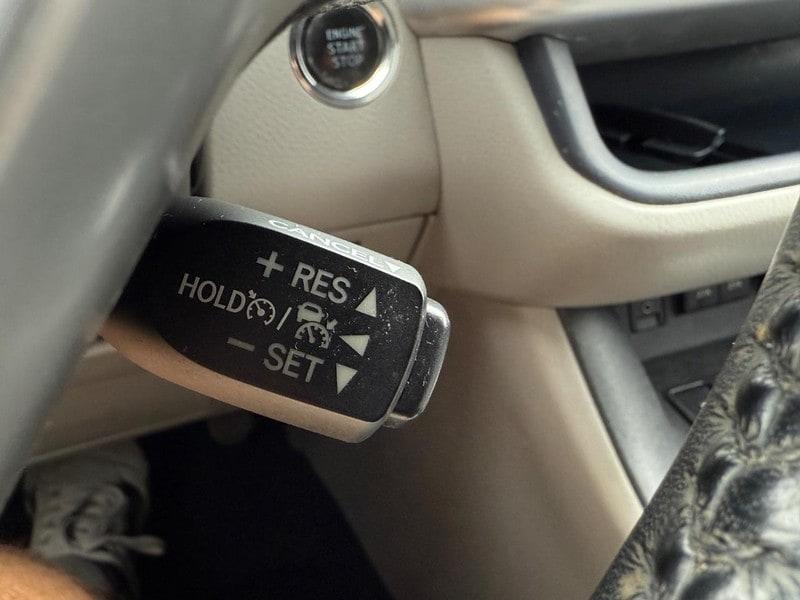 ENGINE
START
STOP
CANCEL
+ RES
HOLD /
− SET